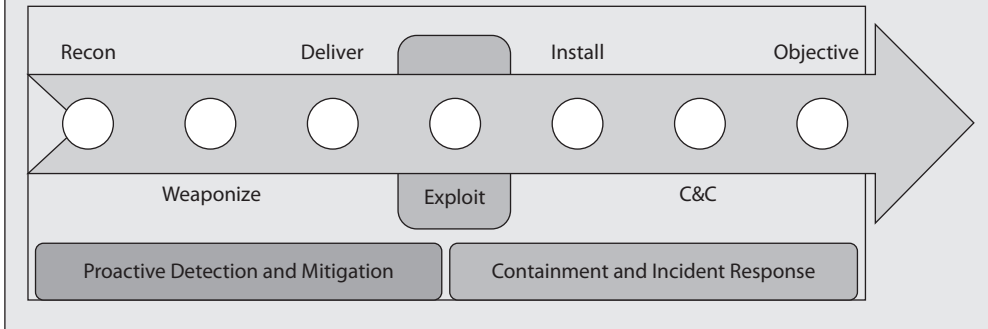 Recon
Deliver
Install
Objective
Weaponize
Exploit
C&C
Proactive Detection and Mitigation
Containment and Incident Response